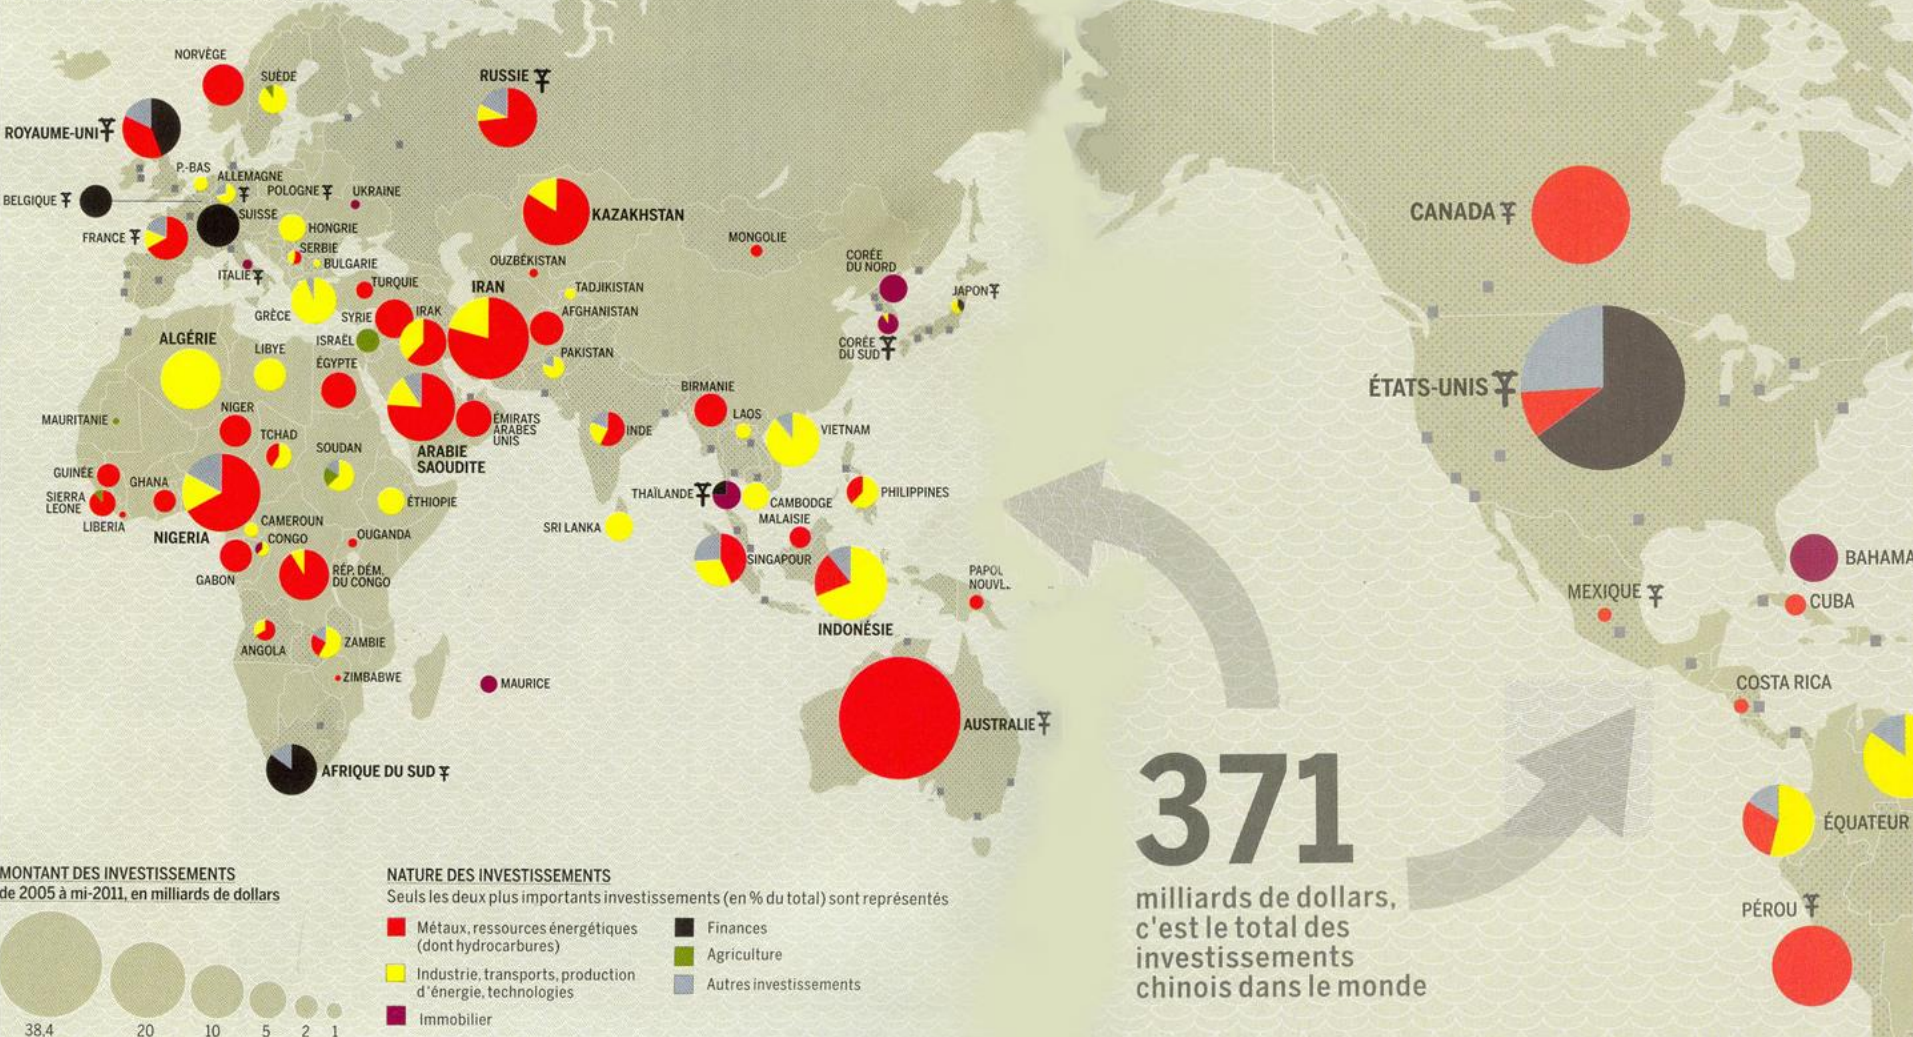 NORVÈGE
SUÈDE
RUSSIE
ROYAUME-UNI
P.-BAS
ALLEMAGNE
POLOGNE
UKRAINE
BELGIQUE
SUISSE
KAZAKHSTAN
FRANCE
HONGRIE
SERBIE
BULGARIE
ITALIE
MONGOLIE
OUZBÉKISTAN
CORÉE
DU NORD
TURQUIE
IRAN
TADJIKISTAN
JAPON
GRÈCE
SYRIE
IRAK
AFGHANISTAN
ALGÉRIE
LIBYE
ISRAËL
CORÉE
DU SUD
ÉGYPTE
PAKISTAN
BIRMANIE
MAURITANIE
NIGER
ÉMIRATS
ARABES
UNIS
LAOS
TCHAD
INDE
VIETNAM
SOUDAN
ARABIE
SAOUDITE
GUINÉE
GHANA
THAÏLANDE
PHILIPPINES
SIERRA
LEONE
ÉTHIOPIE
CAMBODGE
LIBERIA
CAMEROUN
SRI LANKA
MALAISIE
NIGERIA
CONGO
OUGANDA
GABON
RÉP. DÉM.
DU CONGO
SINGAPOUR
PAPOU
NOUVL.
INDONÉSIE
ANGOLA
ZAMBIE
ZIMBABWE
MAURICE
AUSTRALIE
AFRIQUE DU SUD
CANADA
ÉTATS-UNIS
BAHAMA
MEXIQUE
CUBA
COSTA RICA
ÉQUATEUR
PÉROU
371
milliards de dollars,
c'est le total des
investissements
chinois dans le monde
MONTANT DES INVESTISSEMENTS
de 2005 à mi-2011, en milliards de dollars
38,4 20 10 5 2 1
NATURE DES INVESTISSEMENTS
Seuls les deux plus importants investissements (en % du total) sont représentés
Métaux, ressources énergétiques
(dont hydrocarbures)
Industrie, transports, production
d'énergie, technologies
Immobilier
Finances
Agriculture
Autres investissements